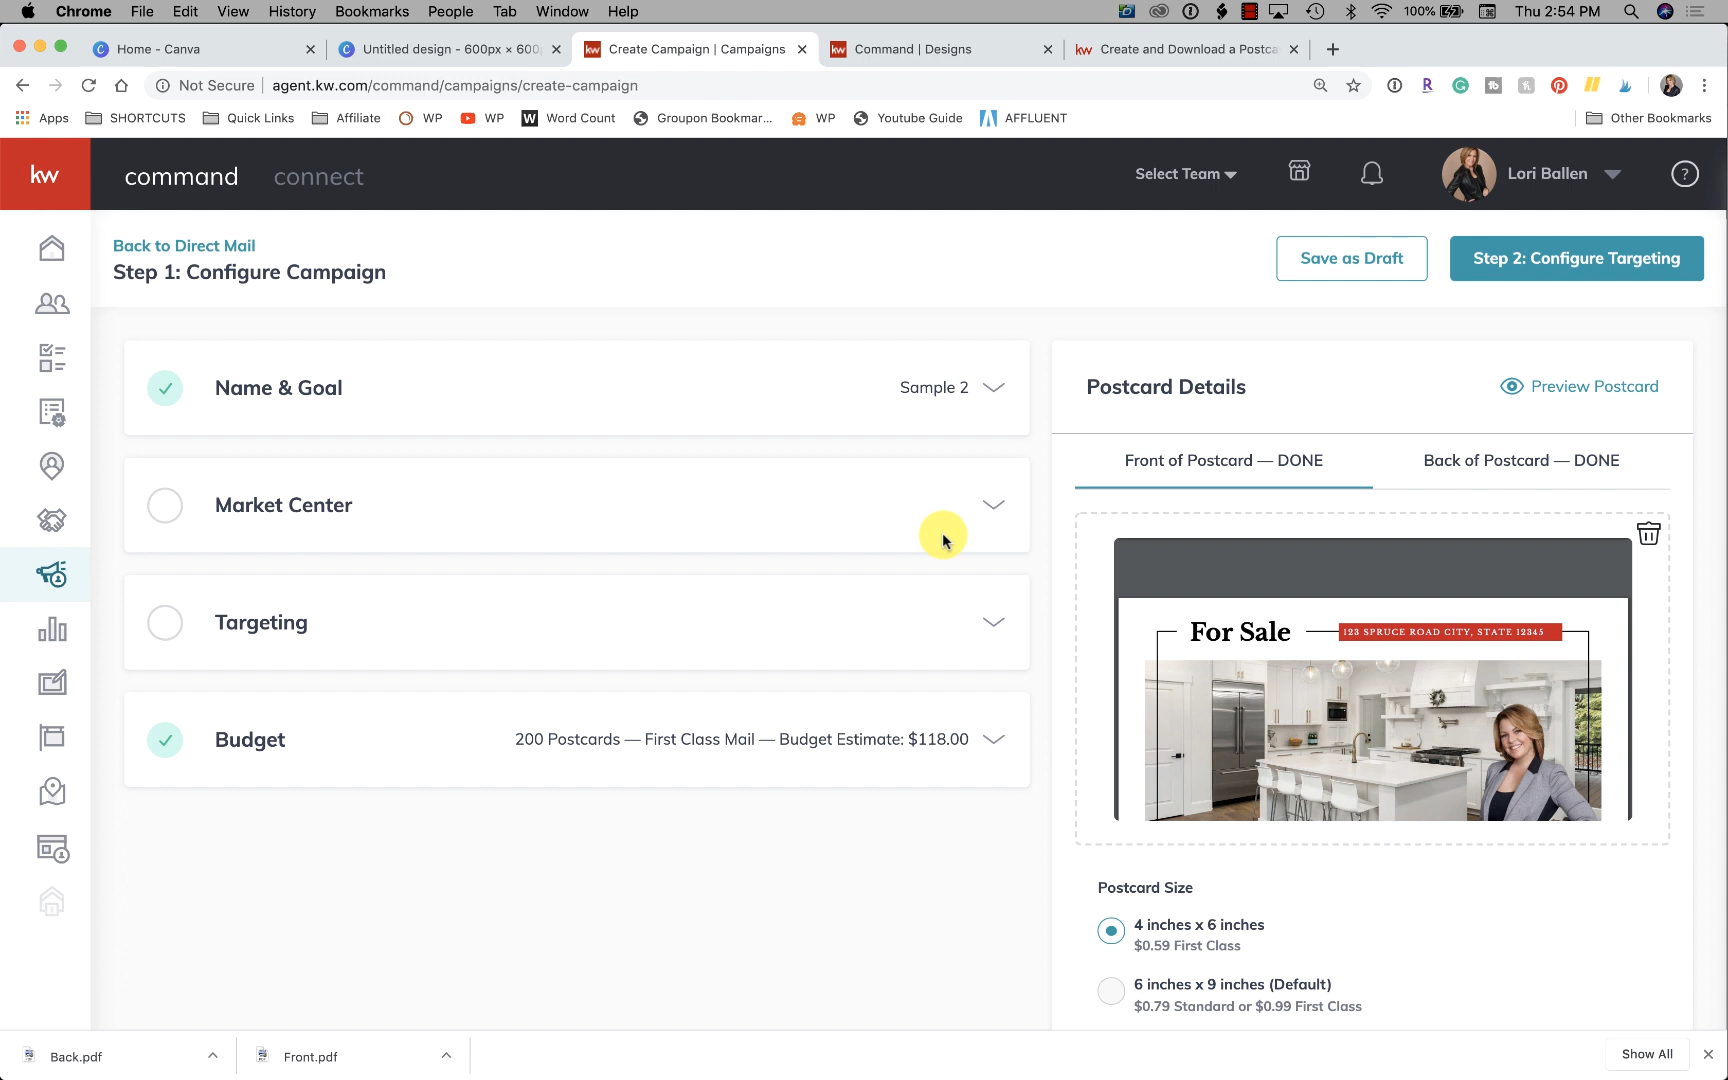 Chrome File Edit View History Bookmarks People Tab Window Help 100% Thu 2:54 PM
Home - Canva
Untitled design - 600px × 600
Create Campaign | Campaigns
Command | Designs
Create and Download a Postca
Not Secure agent.kw.com/command/campaigns/create-campaign
Apps SHORTCUTS Quick Links Affiliate WP WP Word Count Groupon Bookmar... WP Youtube Guide AFFLUENT Other Bookmarks
kw command connect Select Team Lori Ballen ?
Back to Direct Mail
Step 1: Configure Campaign
Save as Draft
Step 2: Configure Targeting
Name & Goal Sample 2
Market Center
Targeting
Budget 200 Postcards — First Class Mail — Budget Estimate: $118.00
Postcard Details Preview Postcard
Front of Postcard — DONE Back of Postcard — DONE
For Sale 123 SPRUCE ROAD CITY, STATE 12345
Postcard Size
4 inches x 6 inches
$0.59 First Class
6 inches x 9 inches (Default)
$0.79 Standard or $0.99 First Class
Back.pdf Front.pdf Show All